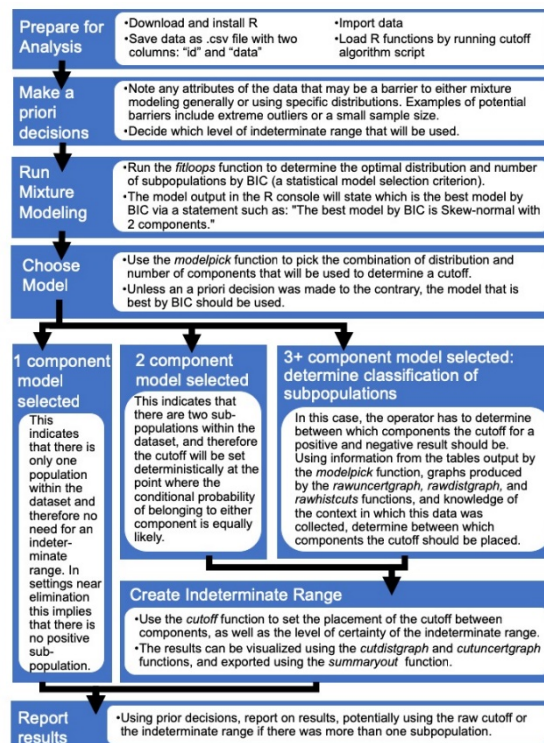 Prepare for
Analysis
•Download and install R
•Save data as .csv file with two
columns: “id” and “data”
•Import data
•Load R functions by running cutoff
algorithm script
Make a
priori
decisions
•Note any attributes of the data that may be a barrier to either mixture
modeling generally or using specific distributions. Examples of potential
barriers include extreme outliers or a small sample size.
•Decide which level of indeterminate range that will be used.
Run
Mixture
Modeling
•Run the fitloops function to determine the optimal distribution and number
of subpopulations by BIC (a statistical model selection criterion).
•The model output in the R console will state which is the best model by
BIC via a statement such as: "The best model by BIC is Skew-normal with
2 components."
Choose
Model
•Use the modelpick function to pick the combination of distribution and
number of components that will be used to determine a cutoff.
•Unless an a priori decision was made to the contrary, the model that is
best by BIC should be used.
1 component
model
selected
This
indicates
that there is
only one
population
within the
dataset and
therefore no
need for an
indeter-
minate
range. In
settings near
elimination
this implies
that there is
no positive
sub-
population.
2 component
model selected
This indicates that
there are two sub-
populations within the
dataset, and therefore
the cutoff will be set
deterministically at the
point where the
conditional probability
of belonging to either
component is equally
likely.
3+ component model selected:
determine classification of
subpopulations
In this case, the operator has to determine
between which components the cutoff for a
positive and negative result should be.
Using information from the tables output by
the modelpick function, graphs produced
by the rawuncertgraph, rawdistgraph, and
rawhistcuts functions, and knowledge of
the context in which this data was
collected, determine between which
components the cutoff should be placed.
Create Indeterminate Range
•Use the cutoff function to set the placement of the cutoff between
components, as well as the level of certainty of the indeterminate range.
•The results can be visualized using the cutdistgraph and cutuncertgraph
functions, and exported using the summaryout function.
Report
results
•Using prior decisions, report on results, potentially using the raw cutoff or
the indeterminate range if there was more than one subpopulation.